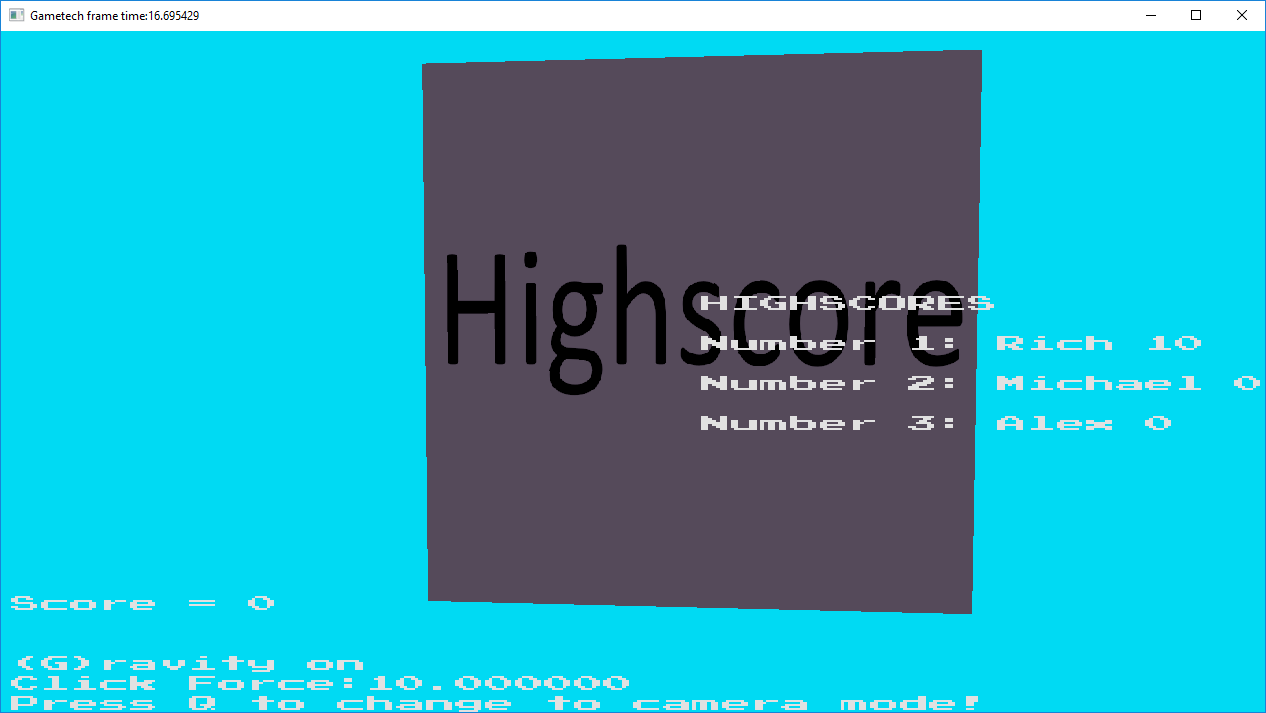 Gametech frame time:16.695429
Highscore
HIGHSCORES
Number 1: Rich 10
Number 2: Michael 0
Number 3: Alex 0
Score = 0
(G)ravity on
Click Force:10.000000
Press Q to change to camera mode!